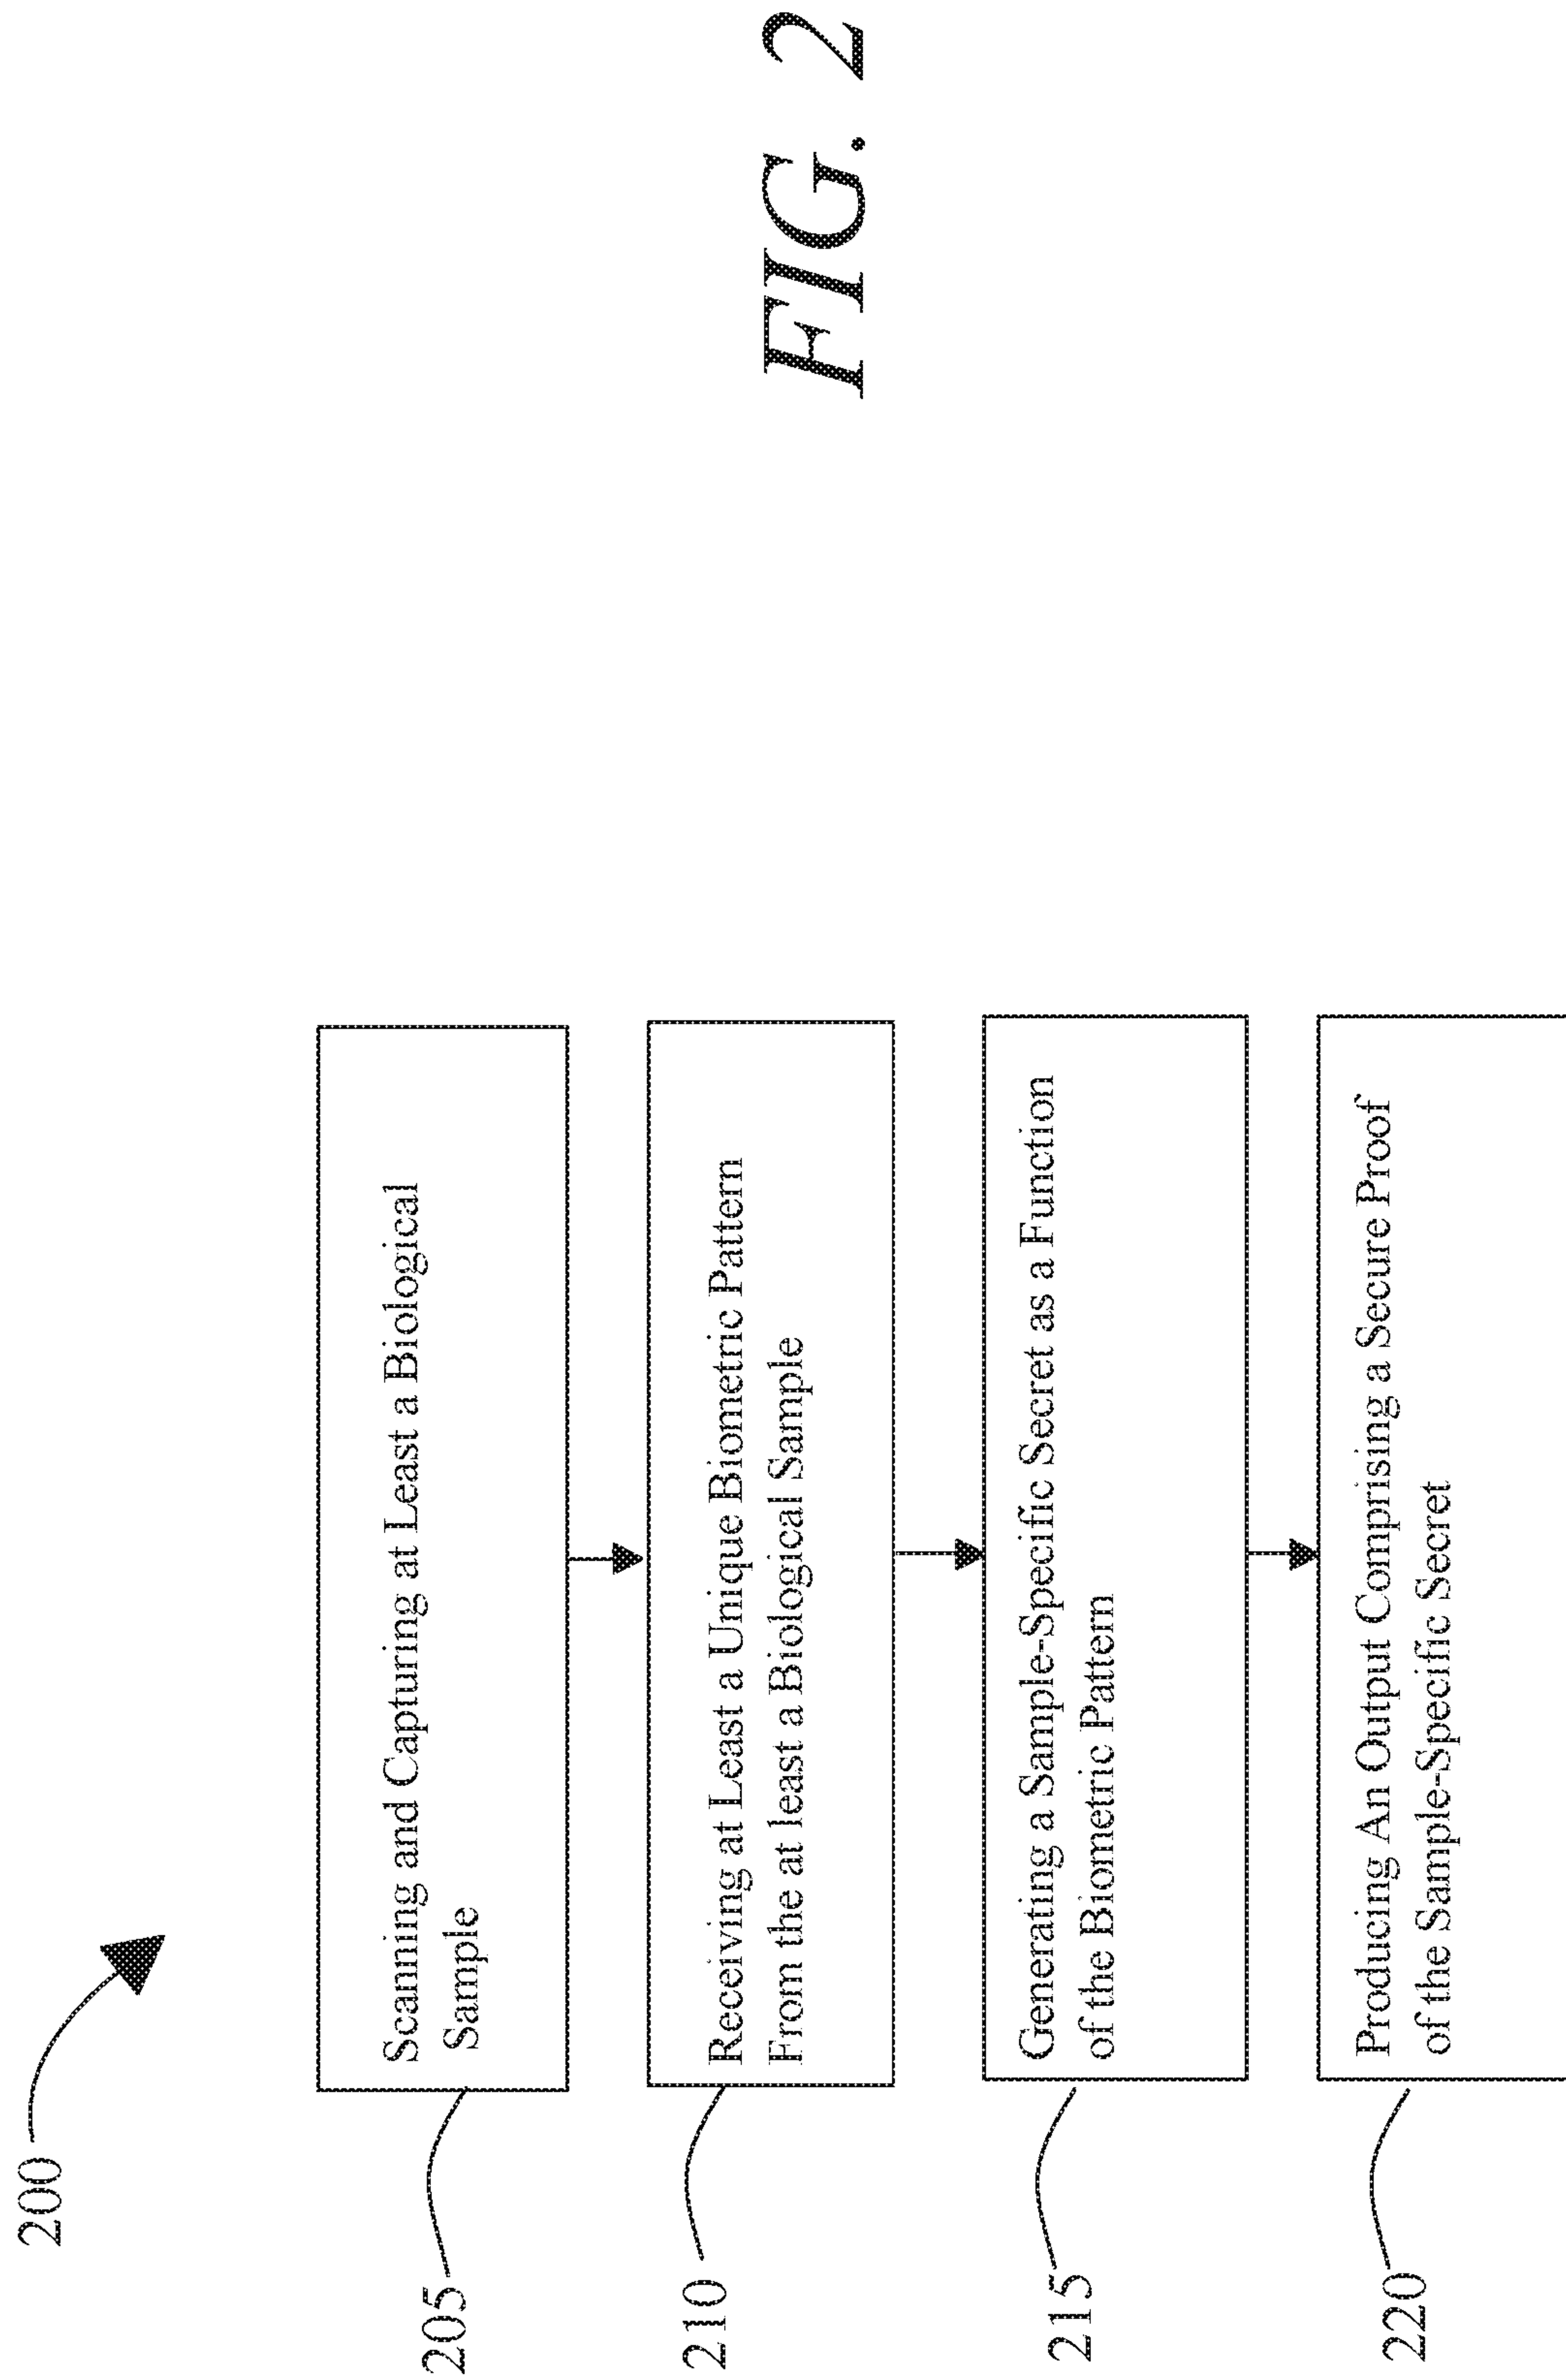 200
205
Scanning and Capturing at Least a Biological
Sample
210
Receiving at Least a Unique Biometric Pattern
From the at least a Biological Sample
215
Generating a Sample-Specific Secret as a Function
of the Biometric Pattern
220
Producing An Output Comprising a Secure Proof
of the Sample-Specific Secret
FIG. 2